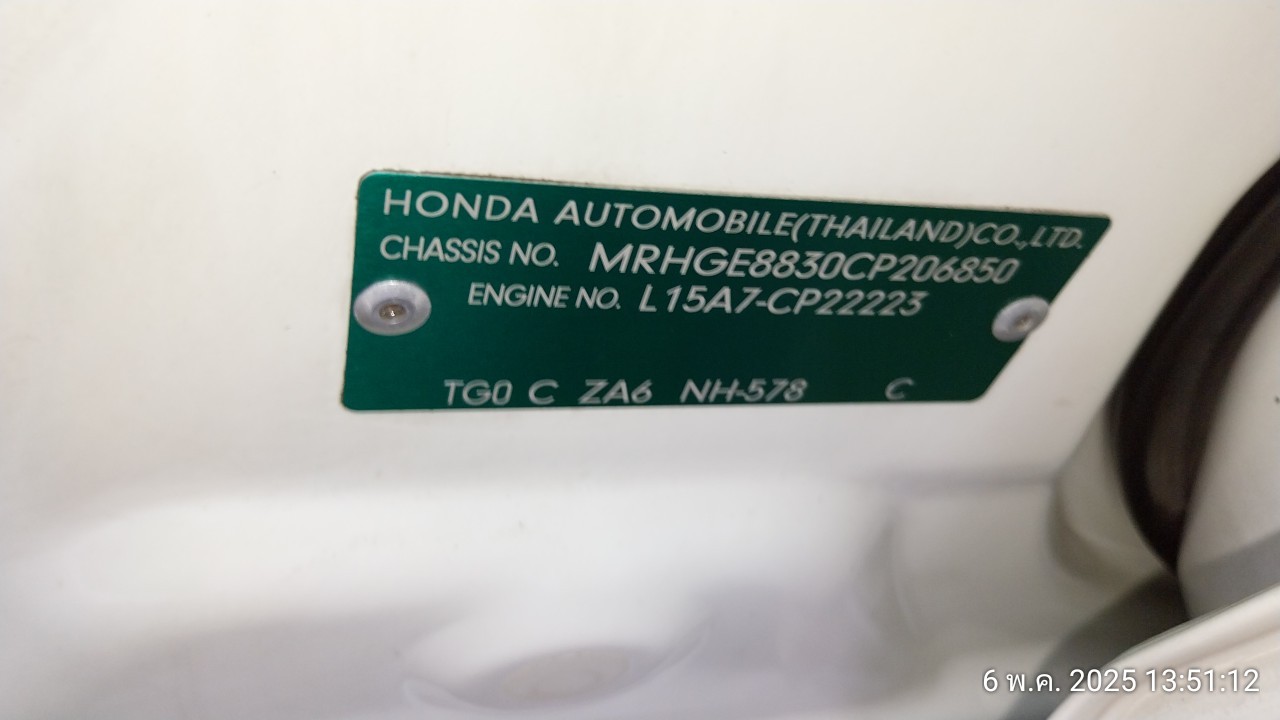 HONDA AUTOMOBILE(THAILAND)CO.,LTD.
CHASSIS NO. MRHGE8830CP206850
ENGINE NO. L15A7-CP22223
TG0 C ZA6 NH-578 C
6 พ.ค. 2025 13:51:12